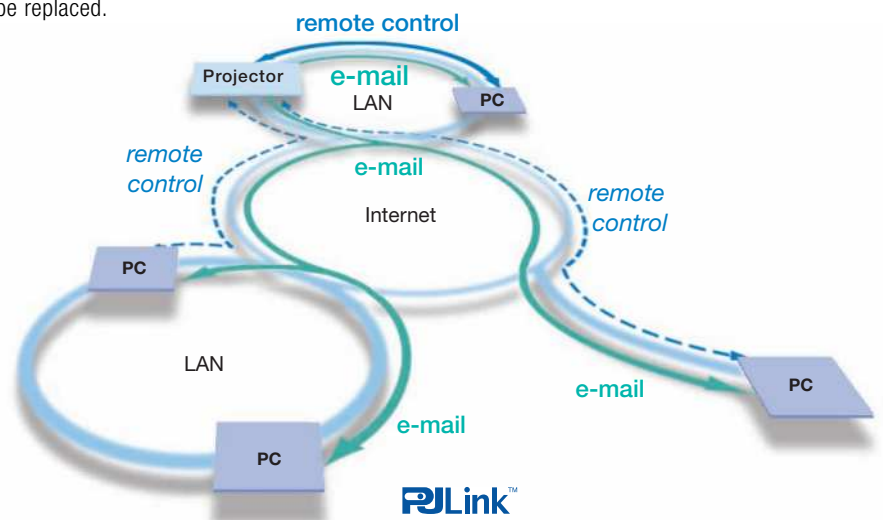 be replaced.
remote control
Projector
e-mail
LAN
PC
remote
control
e-mail
Internet
remote
control
PC
LAN
e-mail
PC
e-mail
PC
PJLink™